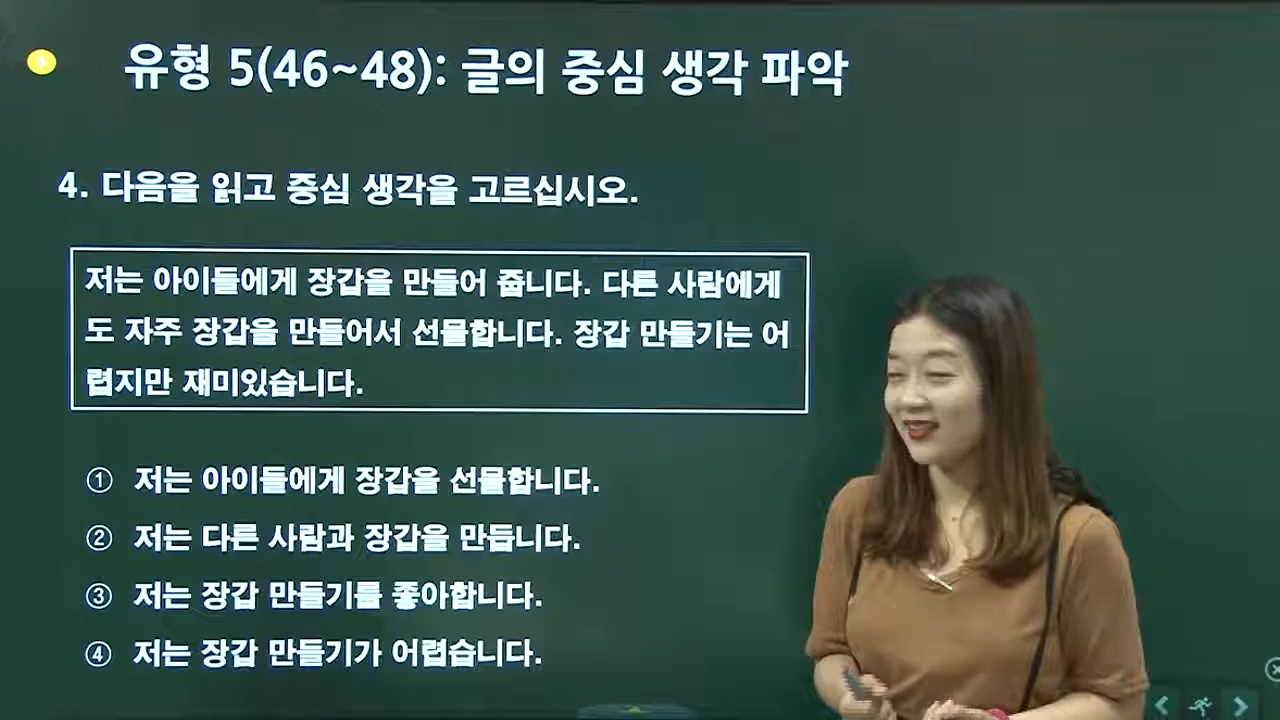 유형 5(46~48): 글의 중심 생각 파악
4. 다음을 읽고 중심 생각을 고르십시오.
저는 아이들에게 장갑을 만들어 줍니다. 다른 사람에게
도 자주 장갑을 만들어서 선물합니다. 장갑 만들기는 어
렵지만 재미있습니다.
① 저는 아이들에게 장갑을 선물합니다.
② 저는 다른 사람과 장갑을 만듭니다.
③ 저는 장갑 만들기를 좋아합니다.
④ 저는 장갑 만들기가 어렵습니다.